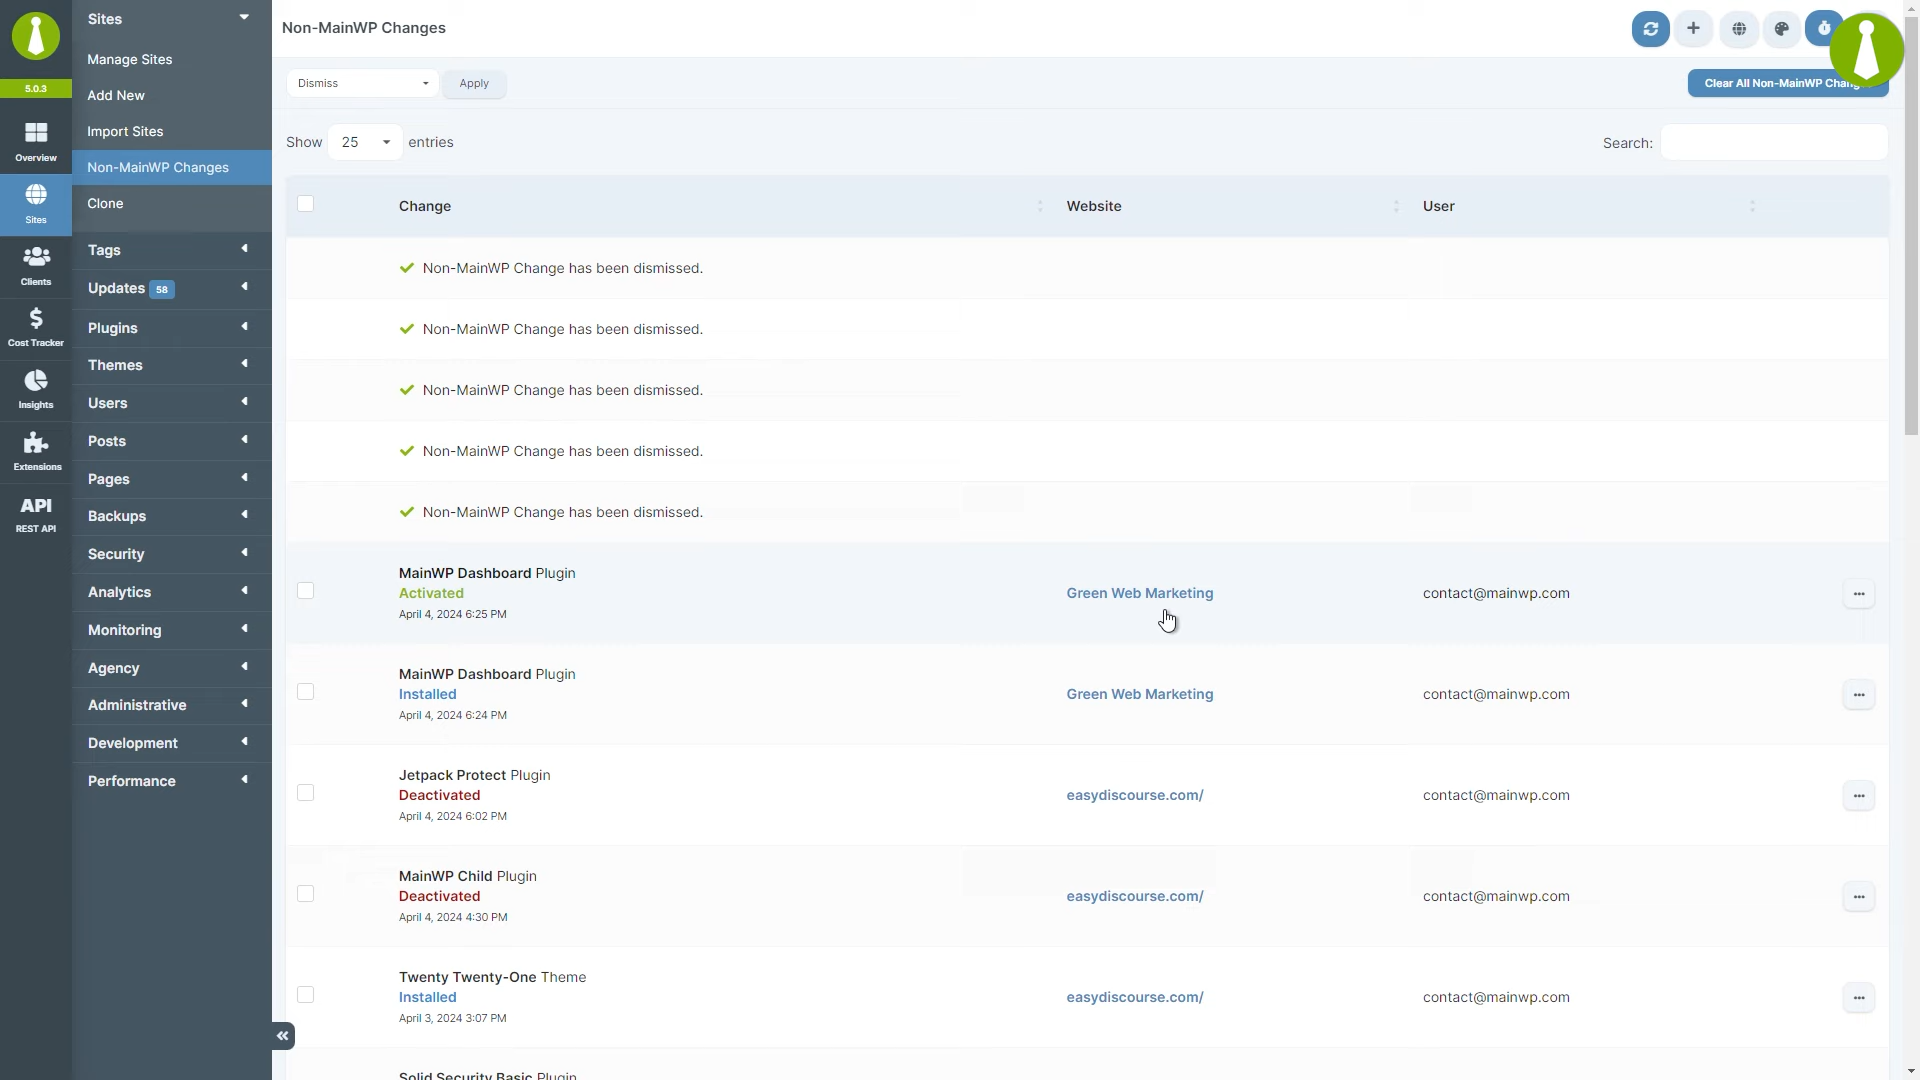 5.0.3
Overview
Sites
Clients
Cost Tracker
Insights
Extensions
API
REST API
Sites
Manage Sites
Add New
Import Sites
Non-MainWP Changes
Clone
Tags
Updates 58
Plugins
Themes
Users
Posts
Pages
Backups
Security
Analytics
Monitoring
Agency
Administrative
Development
Performance
Non-MainWP Changes
Dismiss Apply Clear All Non-MainWP
Show 25 entries Search:
Change Website User
Non-MainWP Change has been dismissed.
Non-MainWP Change has been dismissed.
Non-MainWP Change has been dismissed.
Non-MainWP Change has been dismissed.
Non-MainWP Change has been dismissed.
MainWP Dashboard Plugin
Activated Green Web Marketing contact@mainwp.com
April 4, 2024 6:25 PM
MainWP Dashboard Plugin
Installed Green Web Marketing contact@mainwp.com
April 4, 2024 6:24 PM
Jetpack Protect Plugin
Deactivated easydiscourse.com/ contact@mainwp.com
April 4, 2024 6:02 PM
MainWP Child Plugin
Deactivated easydiscourse.com/ contact@mainwp.com
April 4, 2024 4:30 PM
Twenty Twenty-One Theme
Installed easydiscourse.com/ contact@mainwp.com
April 3, 2024 3:07 PM
Solid Security Basic Plugin